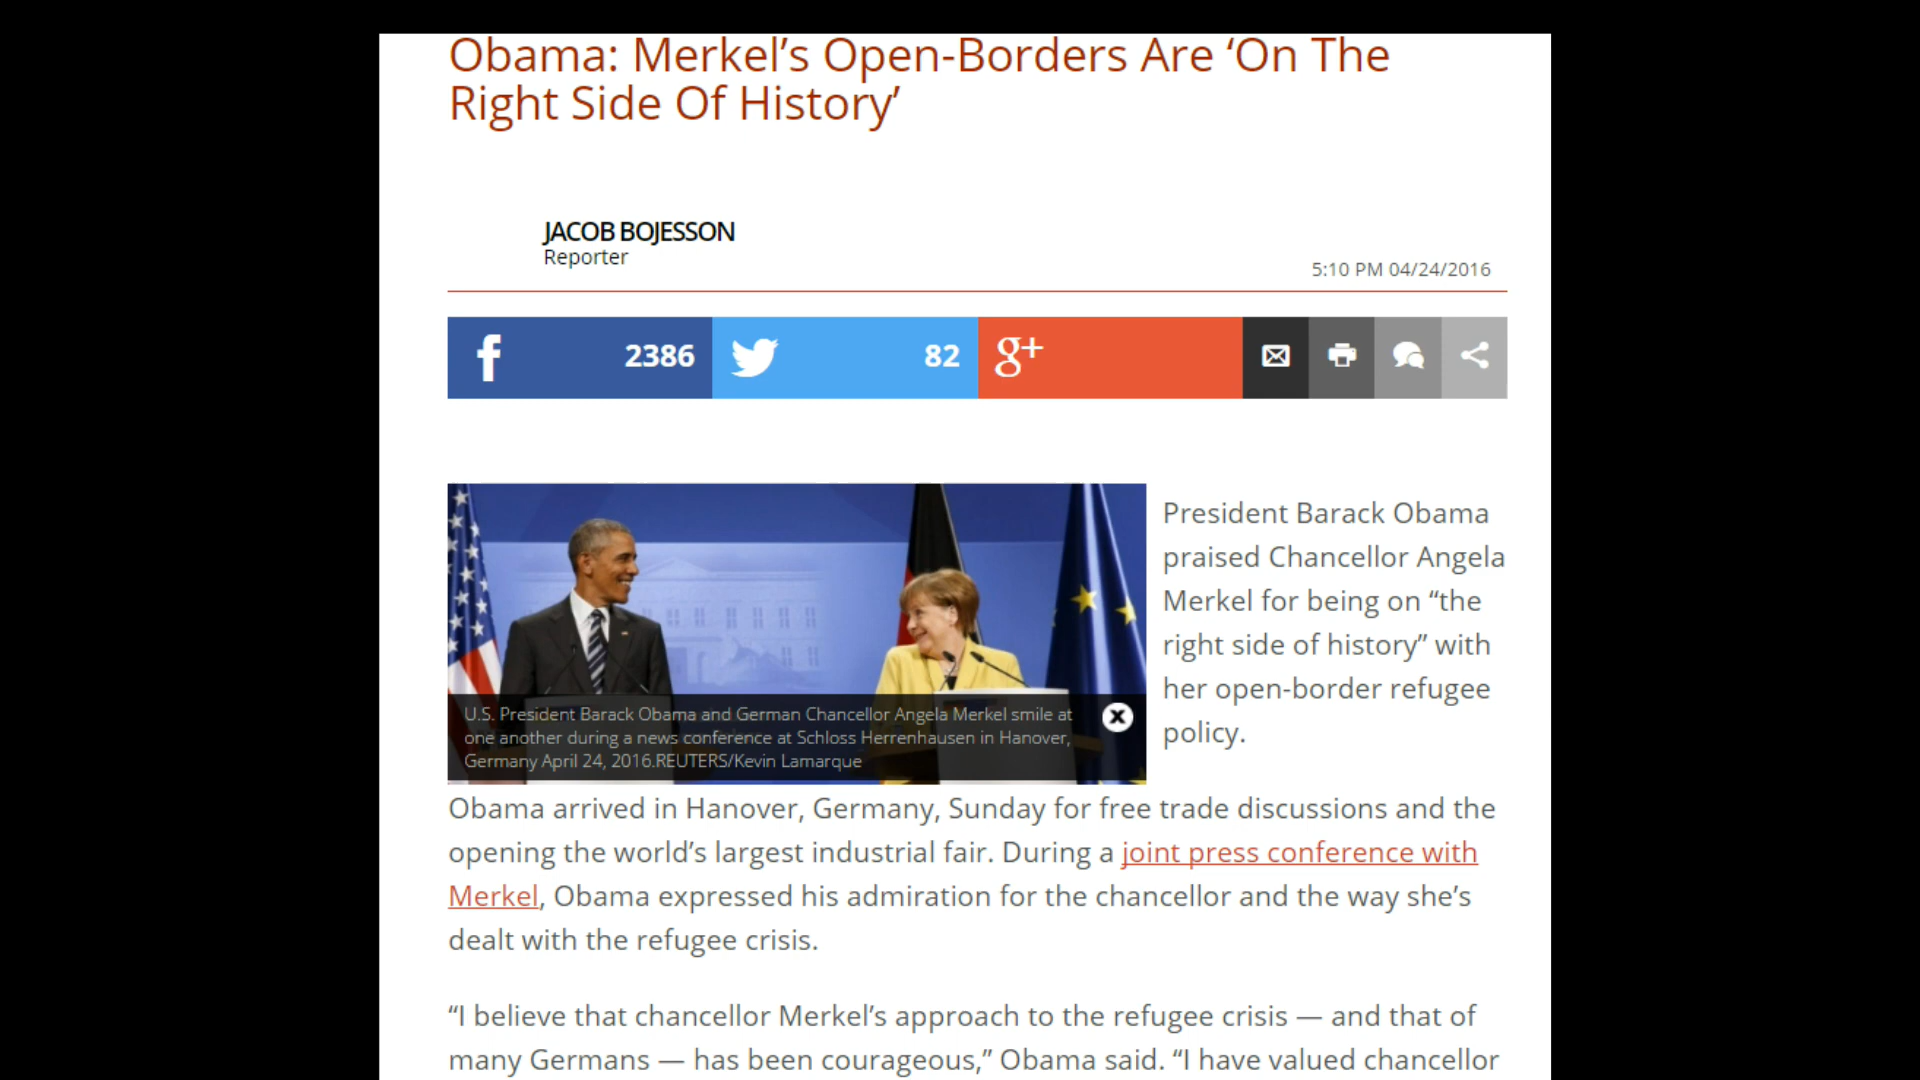 Obama: Merkel’s Open-Borders Are ‘On The
Right Side Of History’
JACOB BOJESSON
Reporter
5:10 PM 04/24/2016
f 2386
82
g+
President Barack Obama
praised Chancellor Angela
Merkel for being on “the
right side of history” with
her open-border refugee
policy.
U.S. President Barack Obama and German Chancellor Angela Merkel smile at
one another during a news conference at Schloss Herrenhausen in Hanover,
Germany April 24, 2016.REUTERS/Kevin Lamarque
Obama arrived in Hanover, Germany, Sunday for free trade discussions and the
opening the world’s largest industrial fair. During a joint press conference with
Merkel, Obama expressed his admiration for the chancellor and the way she’s
dealt with the refugee crisis.
“I believe that chancellor Merkel’s approach to the refugee crisis — and that of
many Germans — has been courageous,” Obama said. “I have valued chancellor